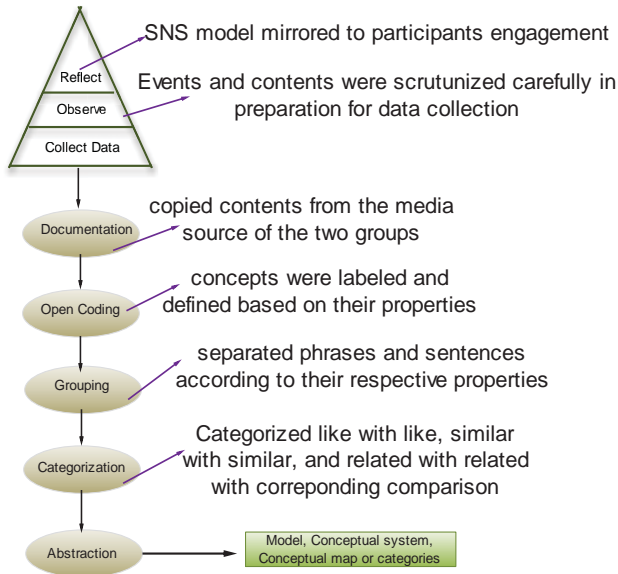 SNS model mirrored to participants engagement
Reflect
Events and contents were scrutunized carefully in
preparation for data collection
Observe
Collect Data
copied contents from the media
source of the two groups
Documentation
concepts were labeled and
defined based on their properties
Open Coding
separated phrases and sentences
according to their respective properties
Grouping
Categorized like with like, similar
with similar, and related with related
with correponding comparison
Categorization
Model, Conceptual system,
Conceptual map or categories
Abstraction